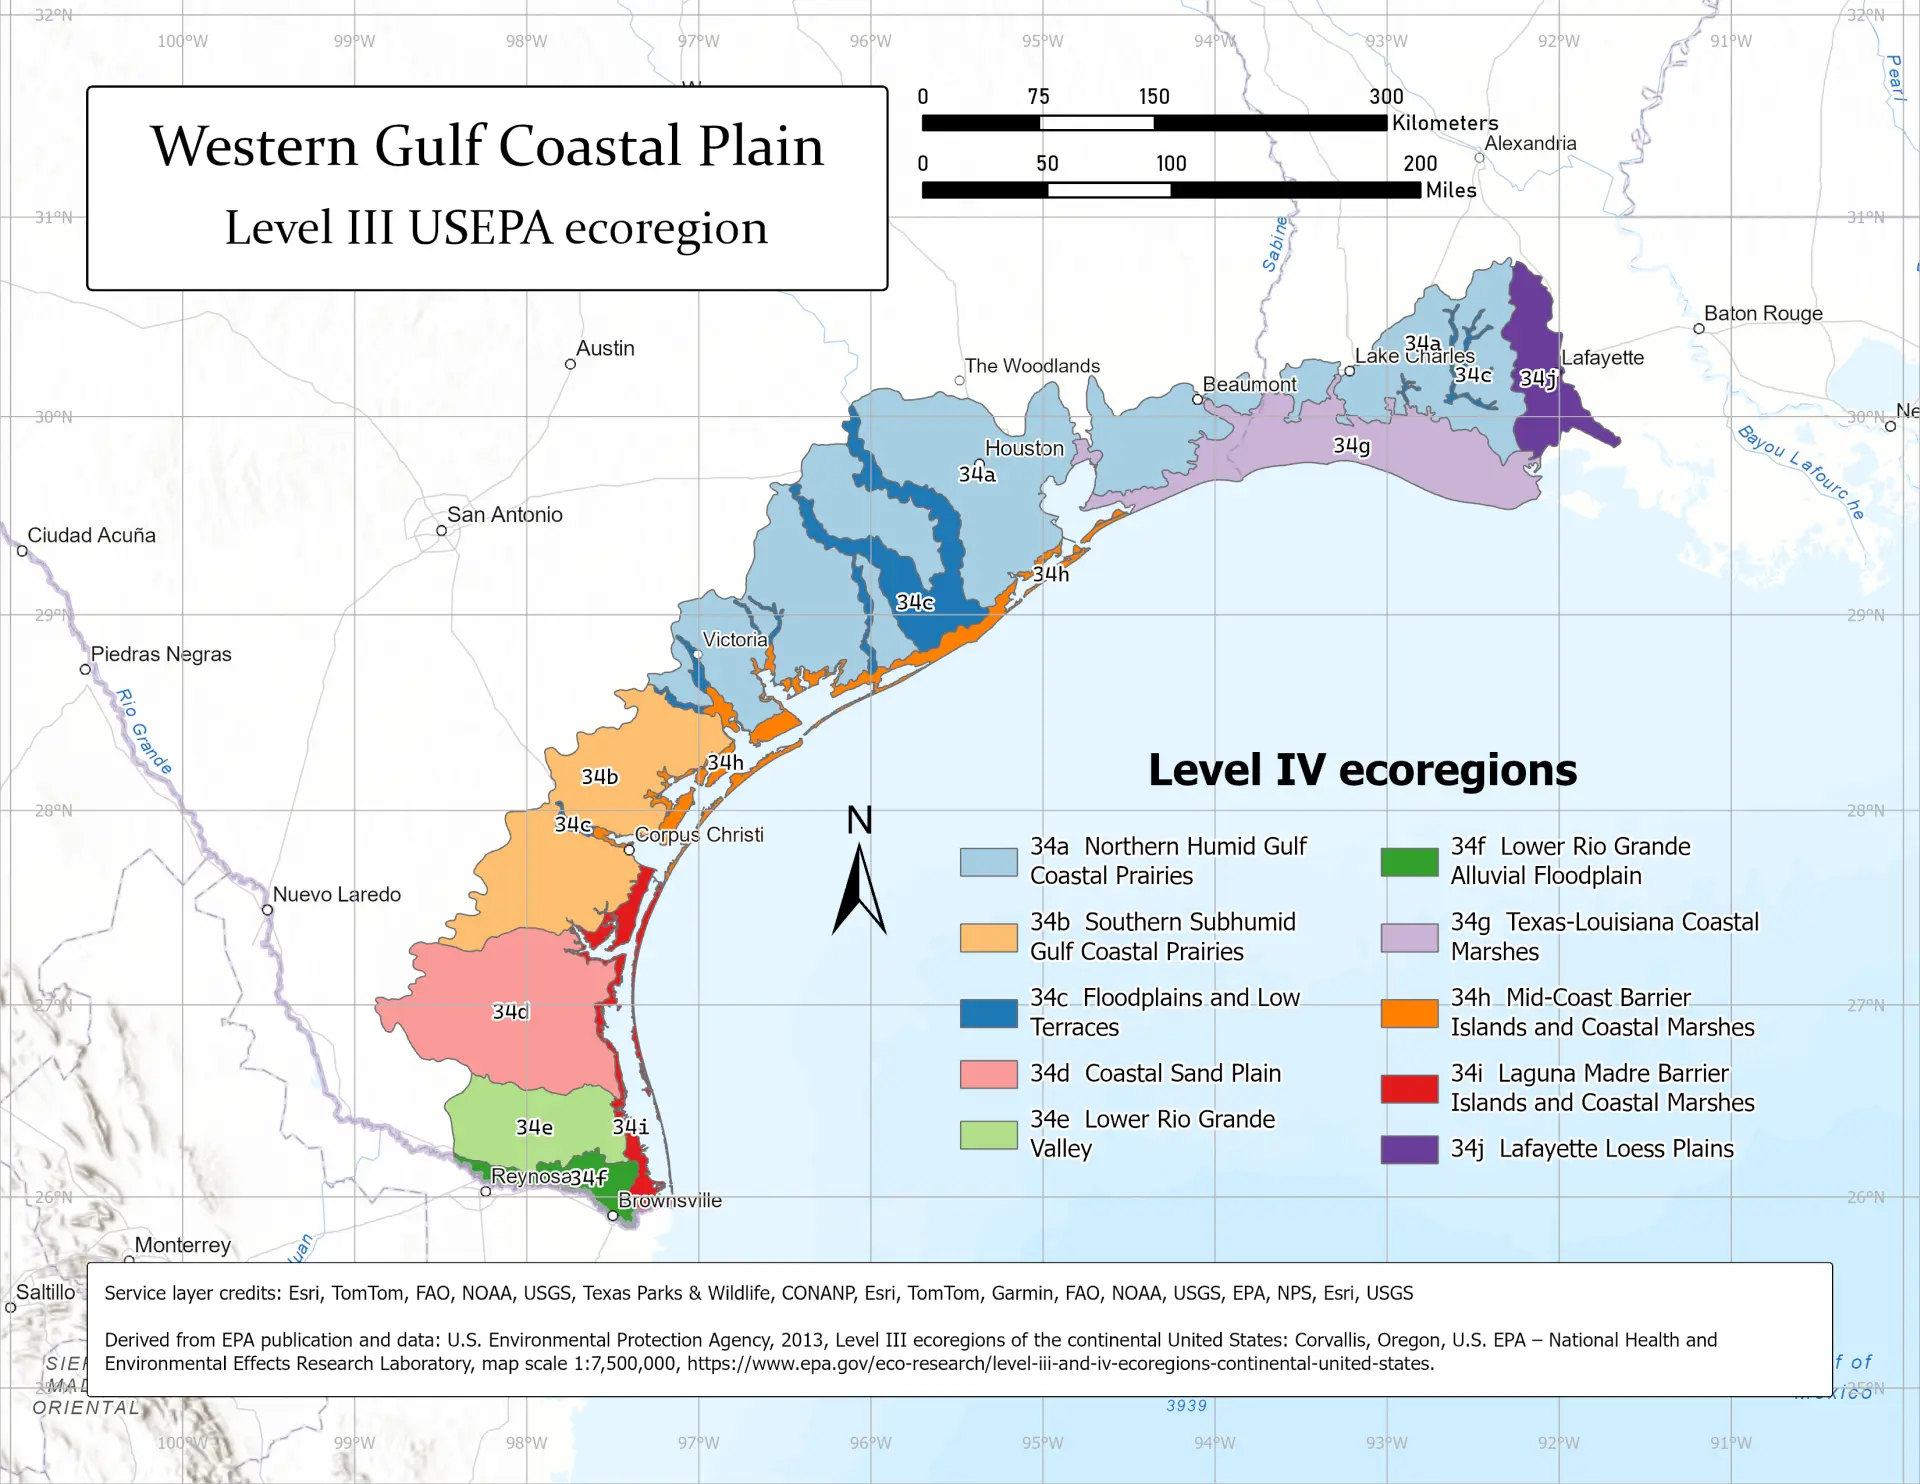 32°N
32°N
100°W
99°W
98°W
97°W
96°W
95°W
94°W
93°W
92°W
91°W
Pearl
Western Gulf Coastal Plain
Level III USEPA ecoregion
0 75 150 300
Kilometers
0 50 100 200
Miles
Alexandria
31°N
31°N
Sabine
Baton Rouge
Austin
The Woodlands
Beaumont
34a
Lake Charles
34c
34j
Lafayette
30°N
30°N
Ne
Bayou Lafourche
34g
Houston
34a
San Antonio
Ciudad Acuña
34h
34c
29°N
29°N
Victoria
Piedras Negras
Rio Grande
34h
34b
28°N
28°N
34c
Corpus Christi
N
Nuevo Laredo
27°N
27°N
34d
34e
34i
Reynosa
34f
Brownsville
26°N
26°N
Level IV ecoregions
34a Northern Humid Gulf
Coastal Prairies
34b Southern Subhumid
Gulf Coastal Prairies
34c Floodplains and Low
Terraces
34d Coastal Sand Plain
34e Lower Rio Grande
Valley
34f Lower Rio Grande
Alluvial Floodplain
34g Texas-Louisiana Coastal
Marshes
34h Mid-Coast Barrier
Islands and Coastal Marshes
34i Laguna Madre Barrier
Islands and Coastal Marshes
34j Lafayette Loess Plains
Monterrey
Juan
Saltillo
Service layer credits: Esri, TomTom, FAO, NOAA, USGS, Texas Parks & Wildlife, CONANP, Esri, TomTom, Garmin, FAO, NOAA, USGS, EPA, NPS, Esri, USGS
Derived from EPA publication and data: U.S. Environmental Protection Agency, 2013, Level III ecoregions of the continental United States: Corvallis, Oregon, U.S. EPA – National Health and
Environmental Effects Research Laboratory, map scale 1:7,500,000, https://www.epa.gov/eco-research/level-iii-and-iv-ecoregions-continental-united-states.
f of
25°N
ORIENTAL
3939
100°W
99°W
98°W
97°W
96°W
95°W
94°W
93°W
92°W
91°W